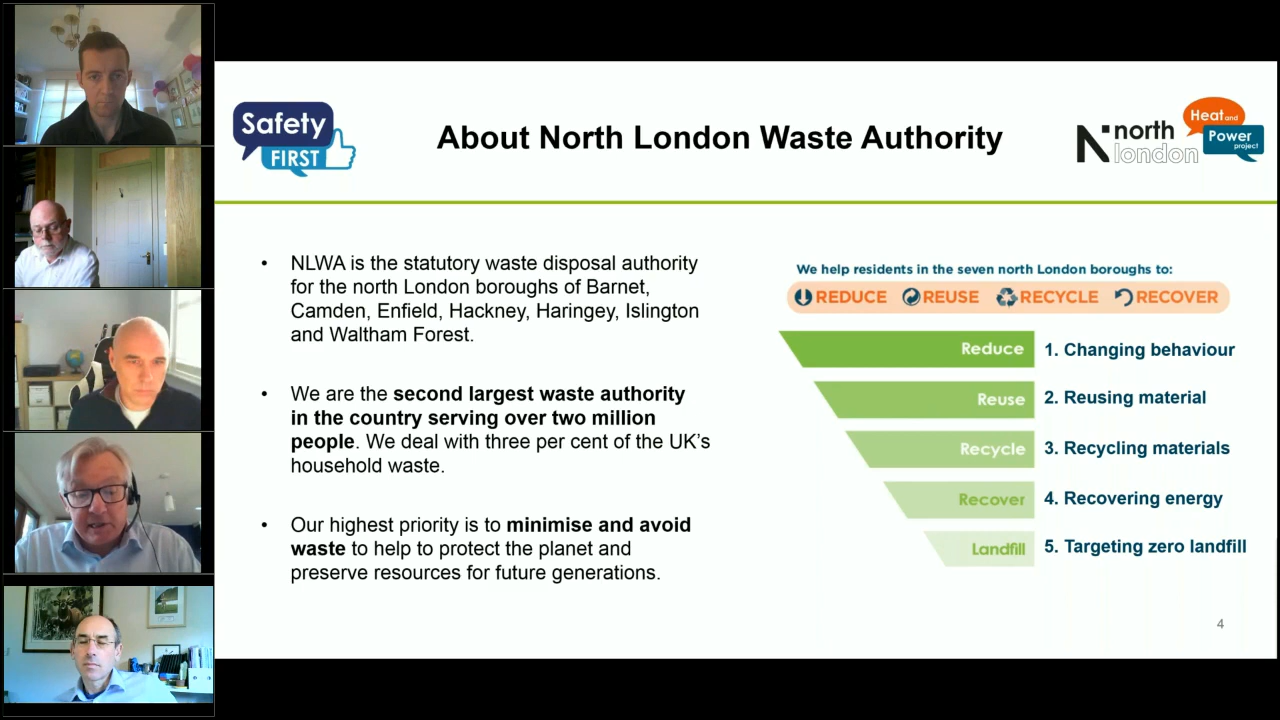 Safety
FIRST
About North London Waste Authority
north
london
Heat and
Power
project
• NLWA is the statutory waste disposal authority
for the north London boroughs of Barnet,
Camden, Enfield, Hackney, Haringey, Islington
and Waltham Forest.
• We are the second largest waste authority
in the country serving over two million
people. We deal with three per cent of the UK's
household waste.
• Our highest priority is to minimise and avoid
waste to help to protect the planet and
preserve resources for future generations.
We help residents in the seven north London boroughs to:
REDUCE REUSE RECYCLE RECOVER
Reduce 1. Changing behaviour
Reuse 2. Reusing material
Recycle 3. Recycling materials
Recover 4. Recovering energy
Landfill 5. Targeting zero landfill
4